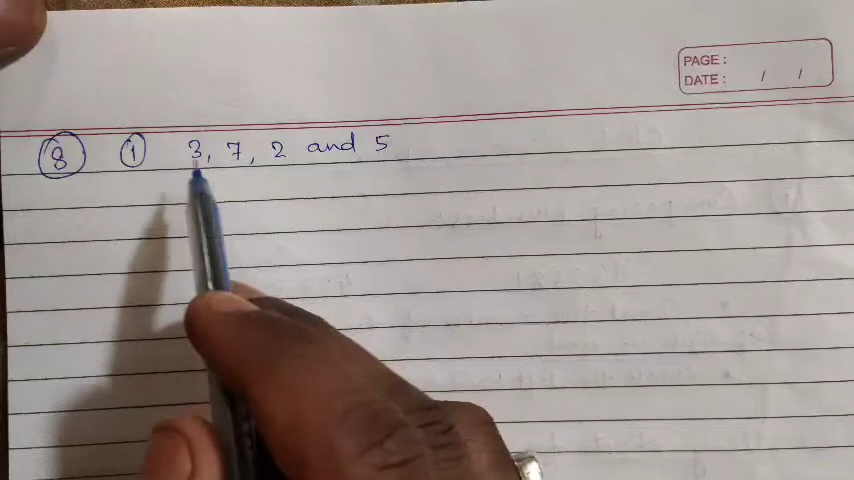 PAGE :
DATE : / /
8 1 3, 7, 2 and 5